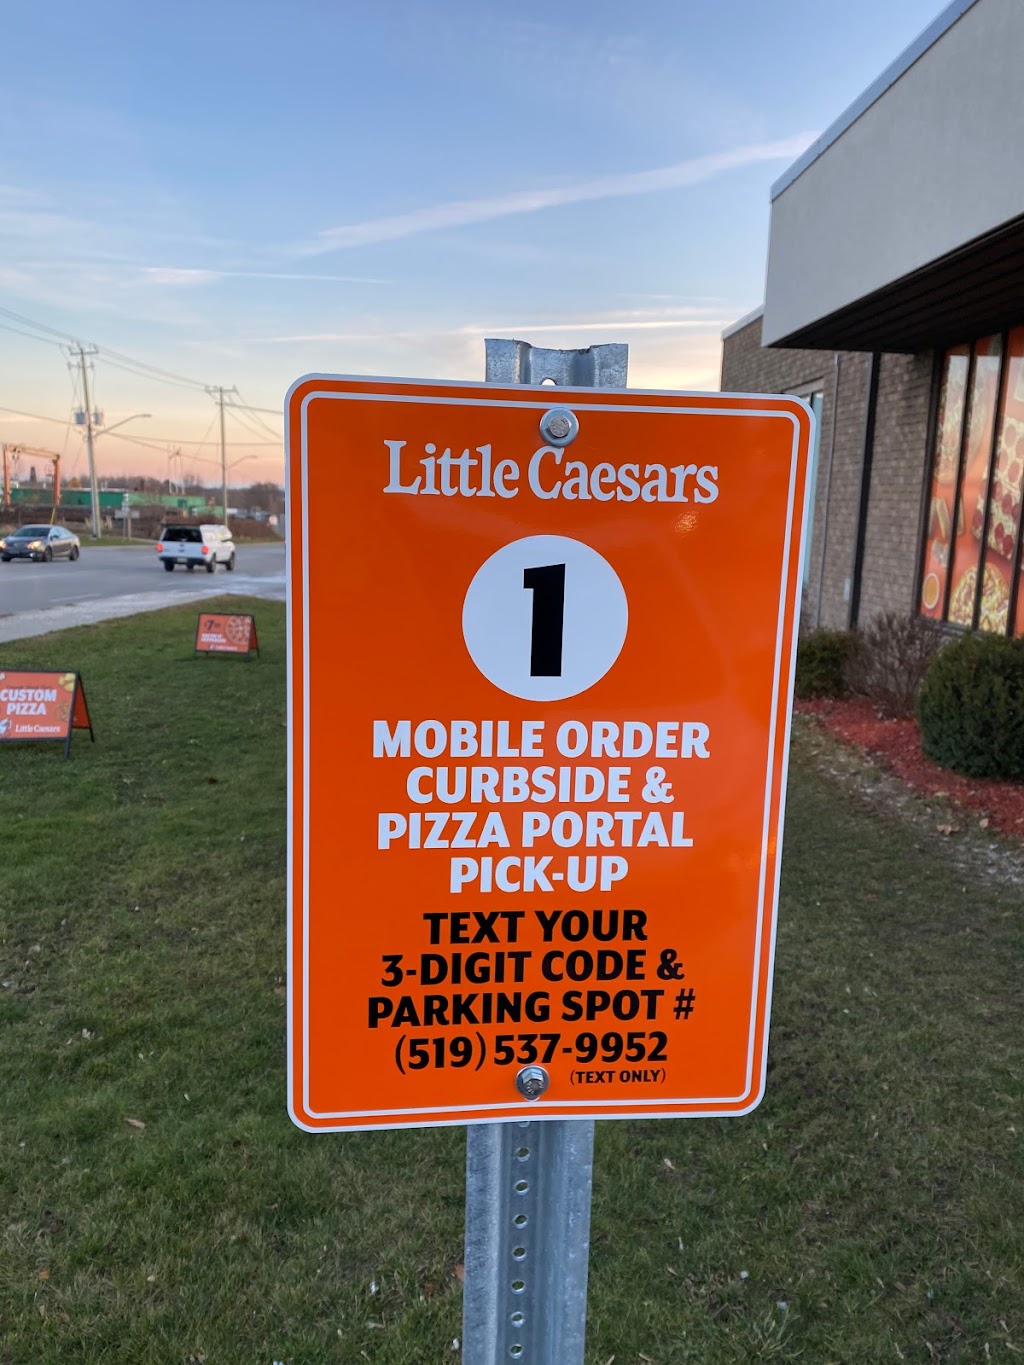 Little Caesars
1
MOBILE ORDER
CURBSIDE &
PIZZA PORTAL
PICK-UP
TEXT YOUR
3-DIGIT CODE &
PARKING SPOT #
(519) 537-9952
(TEXT ONLY)
CUSTOM
PIZZA
Little Caesars